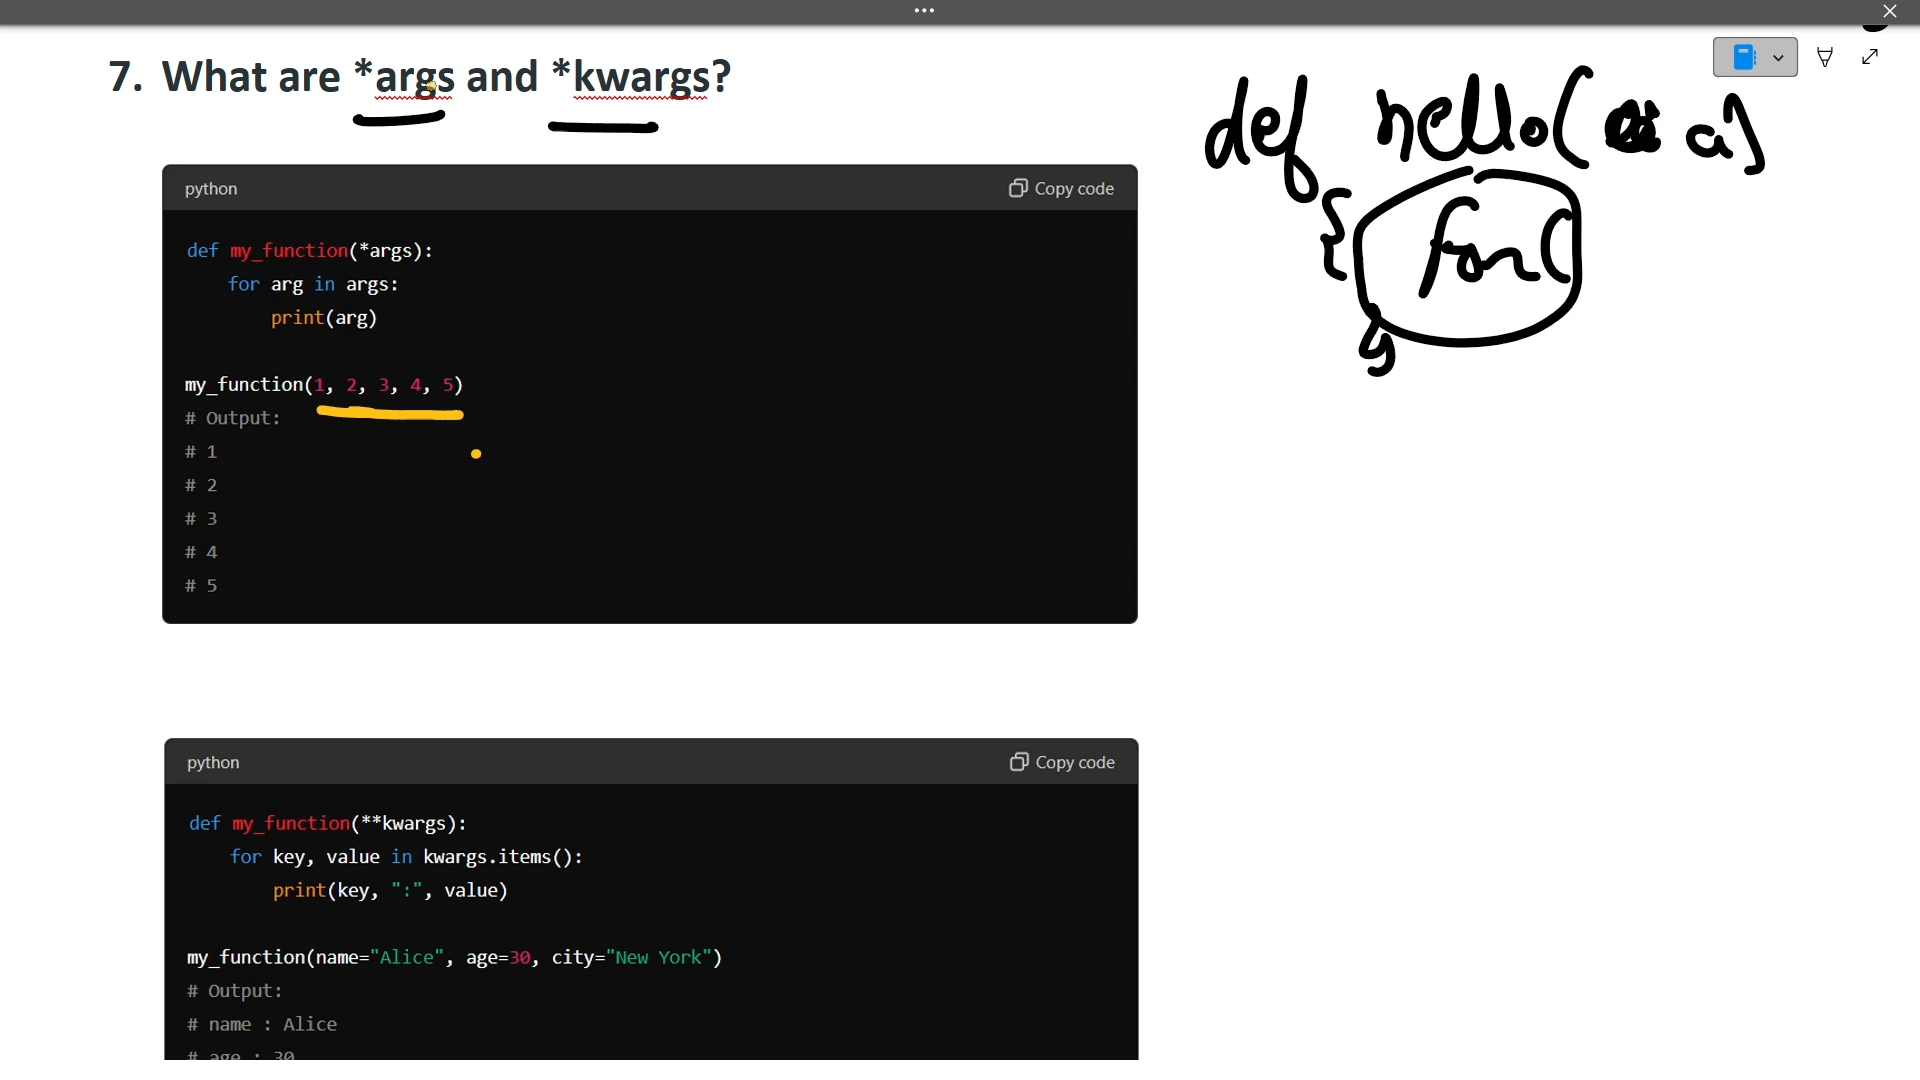 7. What are *args and *kwargs?
def hello( a)
{ for(
python
Copy code
def my_function(*args):
for arg in args:
print(arg)
my_function(1, 2, 3, 4, 5)
# Output:
# 1
# 2
# 3
# 4
# 5
python
Copy code
def my_function(**kwargs):
for key, value in kwargs.items():
print(key, ":", value)
my_function(name="Alice", age=30, city="New York")
# Output:
# name : Alice
# age : 30